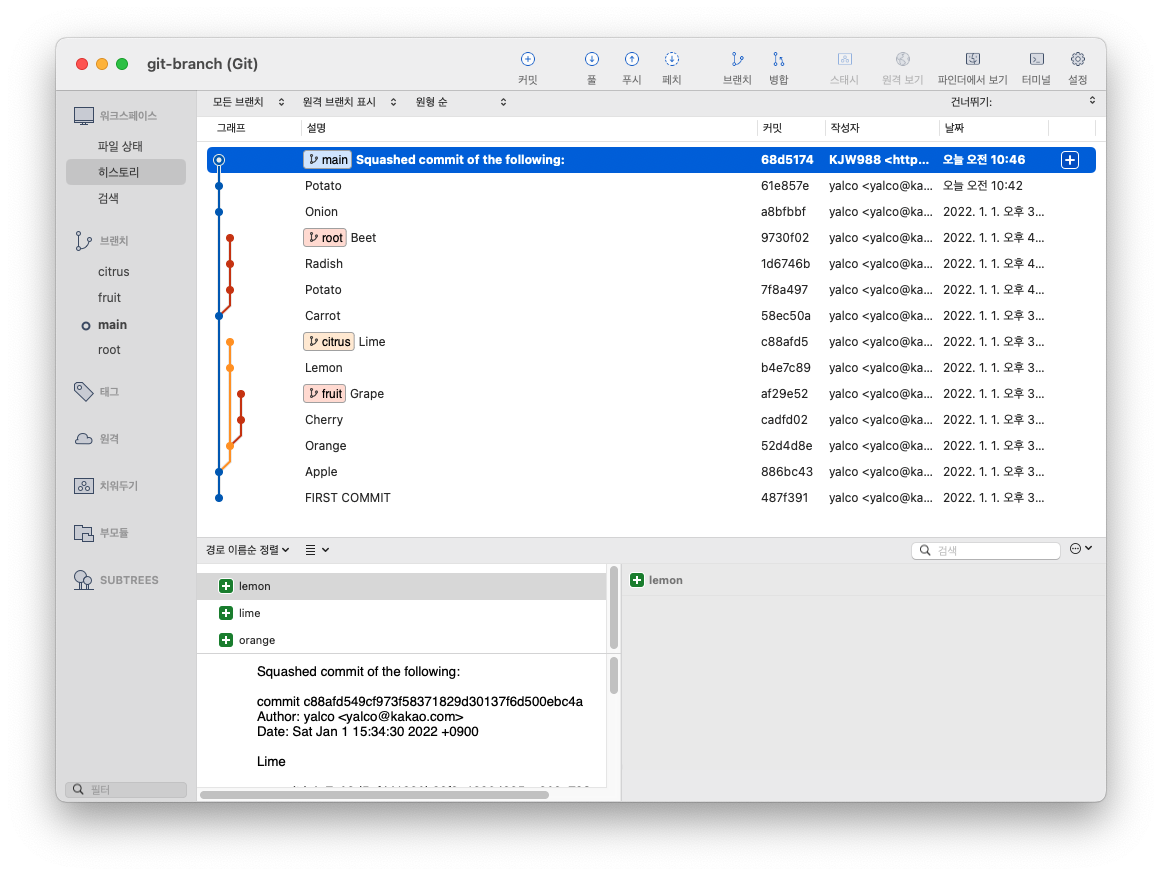 git-branch (Git)
커밋 풀 푸시 페치 브랜치 병합 스태시 원격 보기 파인더에서 보기 터미널 설정
워크스페이스
파일 상태
히스토리
검색
브랜치
citrus
fruit
main
root
태그
원격
치워두기
부모듈
SUBTREES
필터
모든 브랜치 원격 브랜치 표시 원형 순 건너뛰기:
그래프 설명 커밋 작성자 날짜
main Squashed commit of the following: 68d5174 KJW988 <http... 오늘 오전 10:46
Potato 61e857e yalco <yalco@ka... 오늘 오전 10:42
Onion a8bfbbf yalco <yalco@ka... 2022. 1. 1. 오후 3...
root Beet 9730f02 yalco <yalco@ka... 2022. 1. 1. 오후 4...
Radish 1d6746b yalco <yalco@ka... 2022. 1. 1. 오후 4...
Potato 7f8a497 yalco <yalco@ka... 2022. 1. 1. 오후 4...
Carrot 58ec50a yalco <yalco@ka... 2022. 1. 1. 오후 3...
citrus Lime c88afd5 yalco <yalco@ka... 2022. 1. 1. 오후 3...
Lemon b4e7c89 yalco <yalco@ka... 2022. 1. 1. 오후 3...
fruit Grape af29e52 yalco <yalco@ka... 2022. 1. 1. 오후 3...
Cherry cadfd02 yalco <yalco@ka... 2022. 1. 1. 오후 3...
Orange 52d4d8e yalco <yalco@ka... 2022. 1. 1. 오후 3...
Apple 886bc43 yalco <yalco@ka... 2022. 1. 1. 오후 3...
FIRST COMMIT 487f391 yalco <yalco@ka... 2022. 1. 1. 오후 3...
경로 이름순 정렬 검색
lemon
lime
orange
Squashed commit of the following:
commit c88afd549cf973f58371829d30137f6d500ebc4a
Author: yalco <yalco@kakao.com>
Date: Sat Jan 1 15:34:30 2022 +0900
Lime
lemon